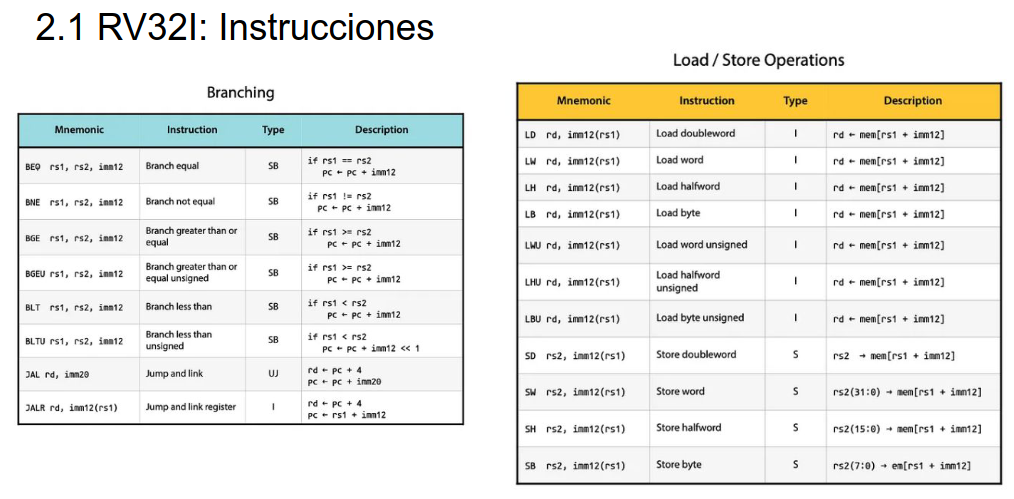 2.1 RV32I: Instrucciones
Branching
Mnemonic Instruction Type Description
BEQ rs1, rs2, imm12 Branch equal SB if rs1 == rs2
pc ← pc + imm12
BNE rs1, rs2, imm12 Branch not equal SB if rs1 != rs2
pc ← pc + imm12
BGE rs1, rs2, imm12 Branch greater than or equal SB if rs1 >= rs2
pc ← pc + imm12
BGEU rs1, rs2, imm12 Branch greater than or equal unsigned SB if rs1 >= rs2
pc ← pc + imm12
BLT rs1, rs2, imm12 Branch less than SB if rs1 < rs2
pc ← pc + imm12
BLTU rs1, rs2, imm12 Branch less than unsigned SB if rs1 < rs2
pc ← pc + imm12 << 1
JAL rd, imm20 Jump and link UJ rd ← pc + 4
pc ← pc + imm20
JALR rd, imm12(rs1) Jump and link register I rd ← pc + 4
pc ← rs1 + imm12
Load / Store Operations
Mnemonic Instruction Type Description
LD rd, imm12(rs1) Load doubleword I rd ← mem[rs1 + imm12]
LW rd, imm12(rs1) Load word I rd ← mem[rs1 + imm12]
LH rd, imm12(rs1) Load halfword I rd ← mem[rs1 + imm12]
LB rd, imm12(rs1) Load byte I rd ← mem[rs1 + imm12]
LWU rd, imm12(rs1) Load word unsigned I rd ← mem[rs1 + imm12]
LHU rd, imm12(rs1) Load halfword unsigned I rd ← mem[rs1 + imm12]
LBU rd, imm12(rs1) Load byte unsigned I rd ← mem[rs1 + imm12]
SD rs2, imm12(rs1) Store doubleword S rs2 → mem[rs1 + imm12]
SW rs2, imm12(rs1) Store word S rs2(31:0) → mem[rs1 + imm12]
SH rs2, imm12(rs1) Store halfword S rs2(15:0) → mem[rs1 + imm12]
SB rs2, imm12(rs1) Store byte S rs2(7:0) → em[rs1 + imm12]